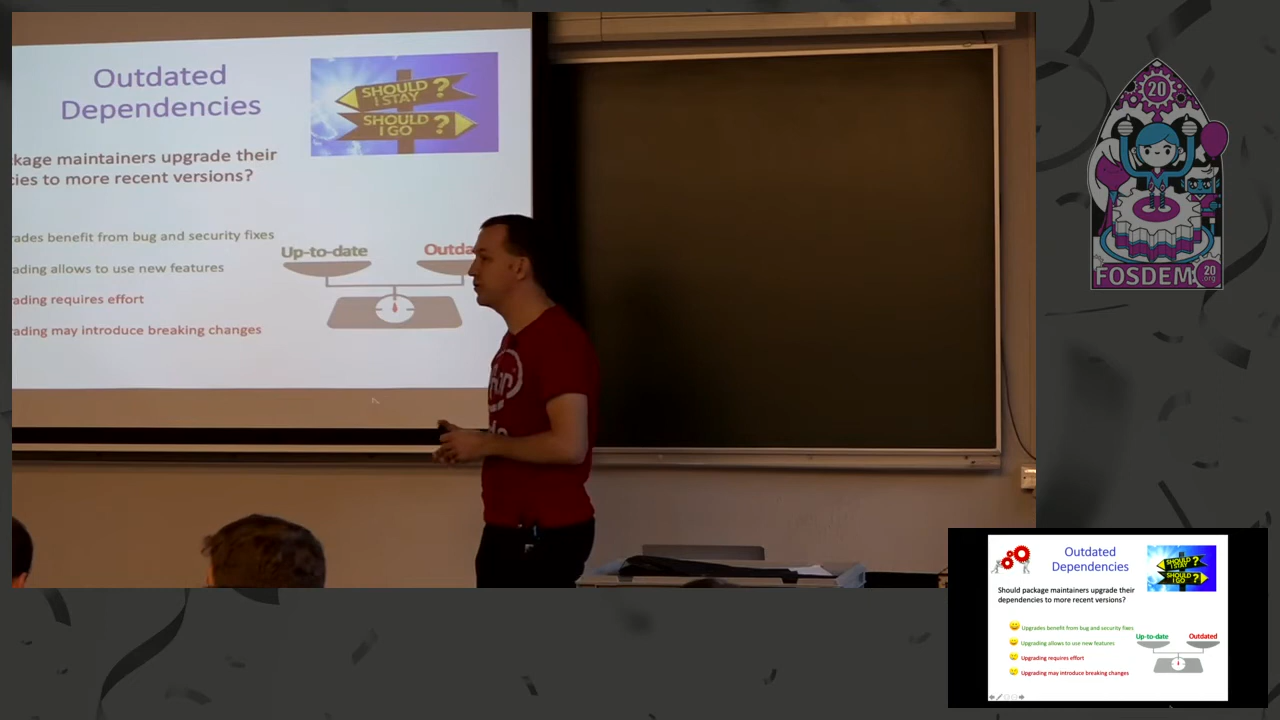 Outdated
Dependencies
SHOULD ?
I STAY
SHOULD ?
I GO
kage maintainers upgrade their
cies to more recent versions?
rades benefit from bug and security fixes
ading allows to use new features
ading requires effort
ading may introduce breaking changes
Up-to-date
Outda
20
FOSDEM
20
.org
Outdated
Dependencies
SHOULD ?
I STAY
SHOULD ?
I GO
Should package maintainers upgrade their
dependencies to more recent versions?
Upgrades benefit from bug and security fixes
Upgrading allows to use new features
Upgrading requires effort
Upgrading may introduce breaking changes
Up-to-date
Outdated